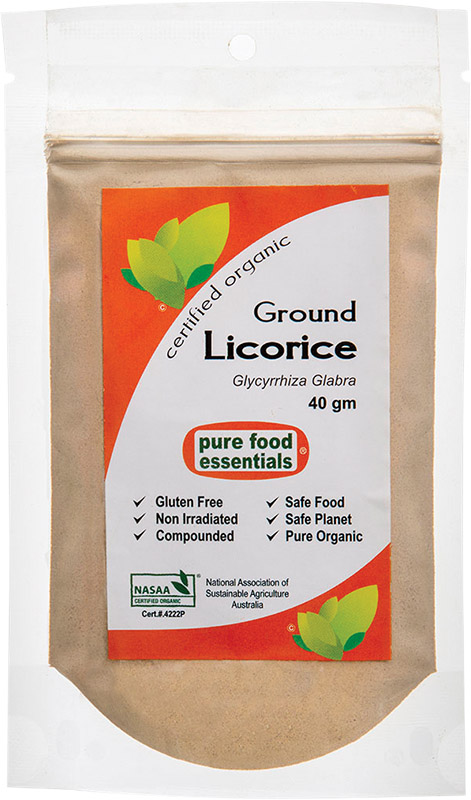 certified organic
Ground
Licorice
Glycyrrhiza Glabra
40 gm
pure food
essentials®
✓ Gluten Free
✓ Non Irradiated
✓ Compounded
✓ Safe Food
✓ Safe Planet
✓ Pure Organic
NASAA®
CERTIFIED ORGANIC
Cert.#.4222P
National Association of
Sustainable Agriculture
Australia
©
©